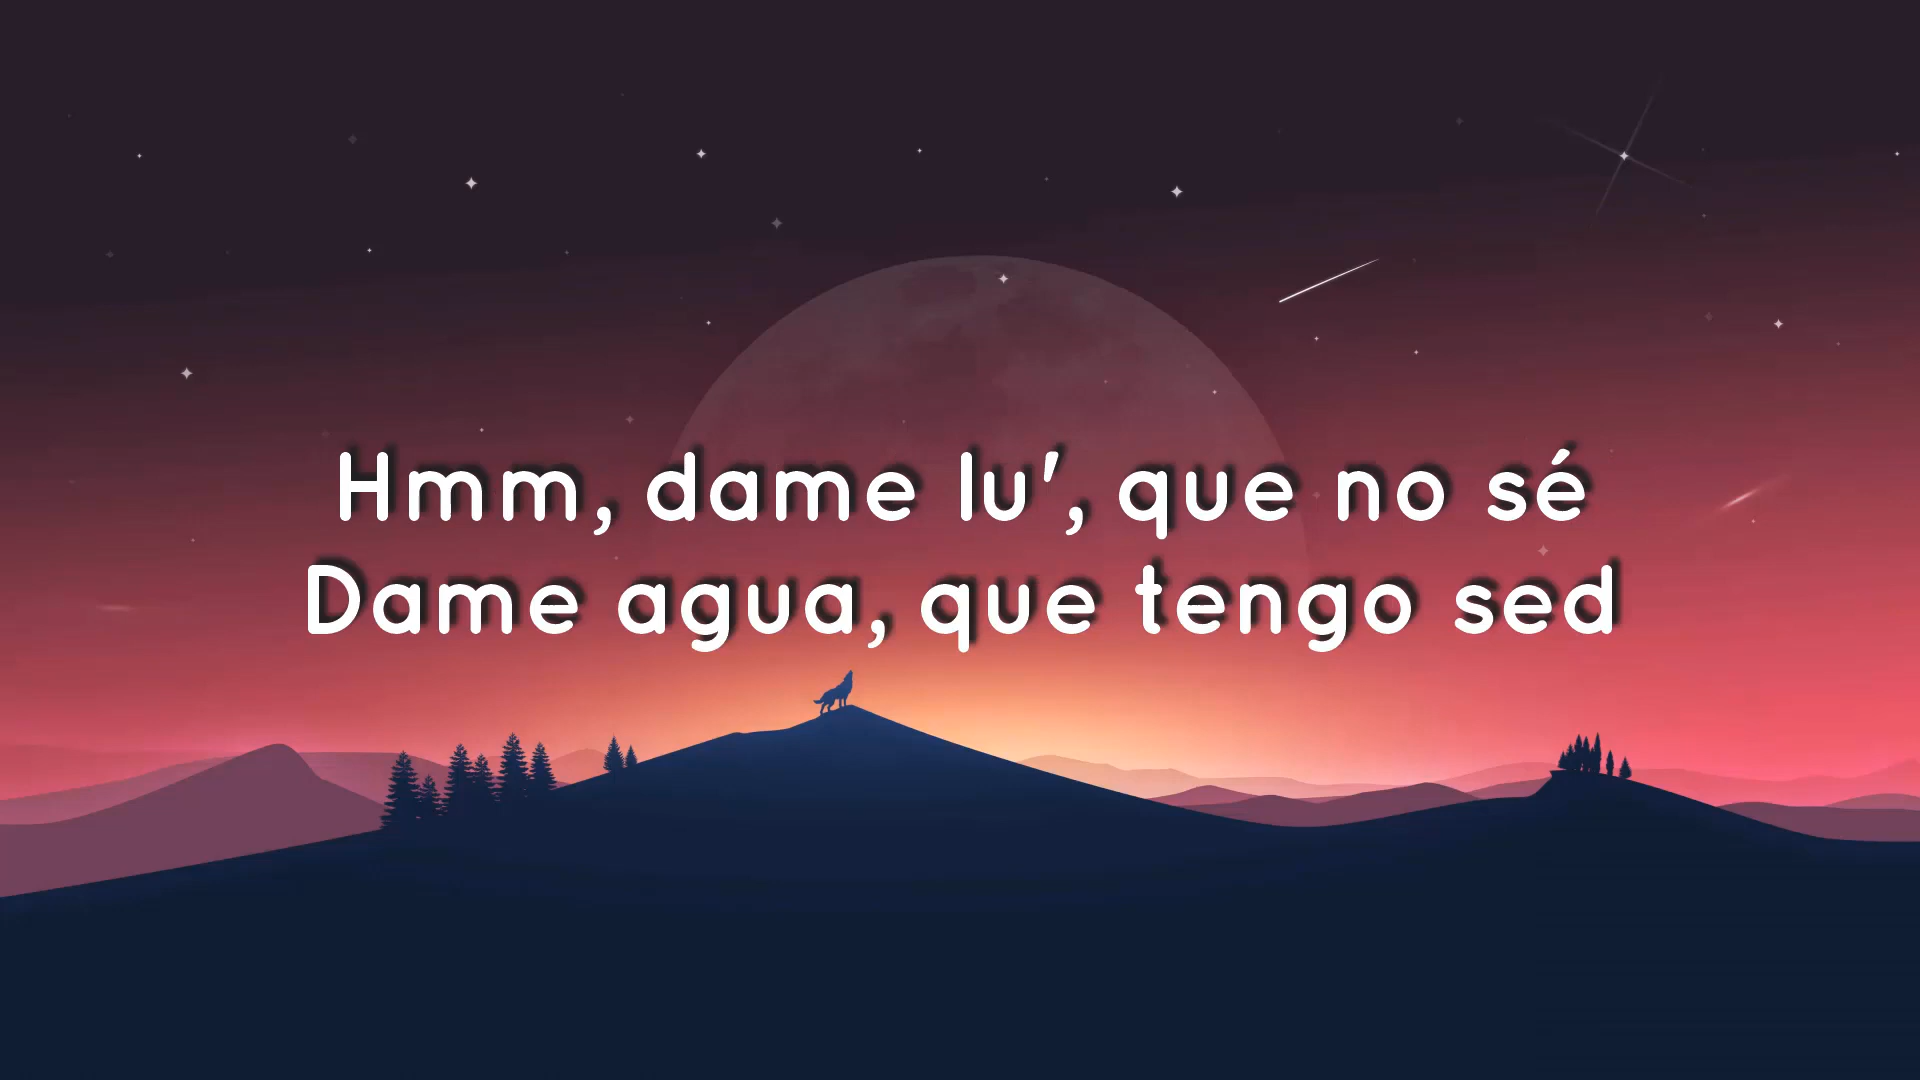 Hmm, dame lu', que no sé
Dame agua, que tengo sed